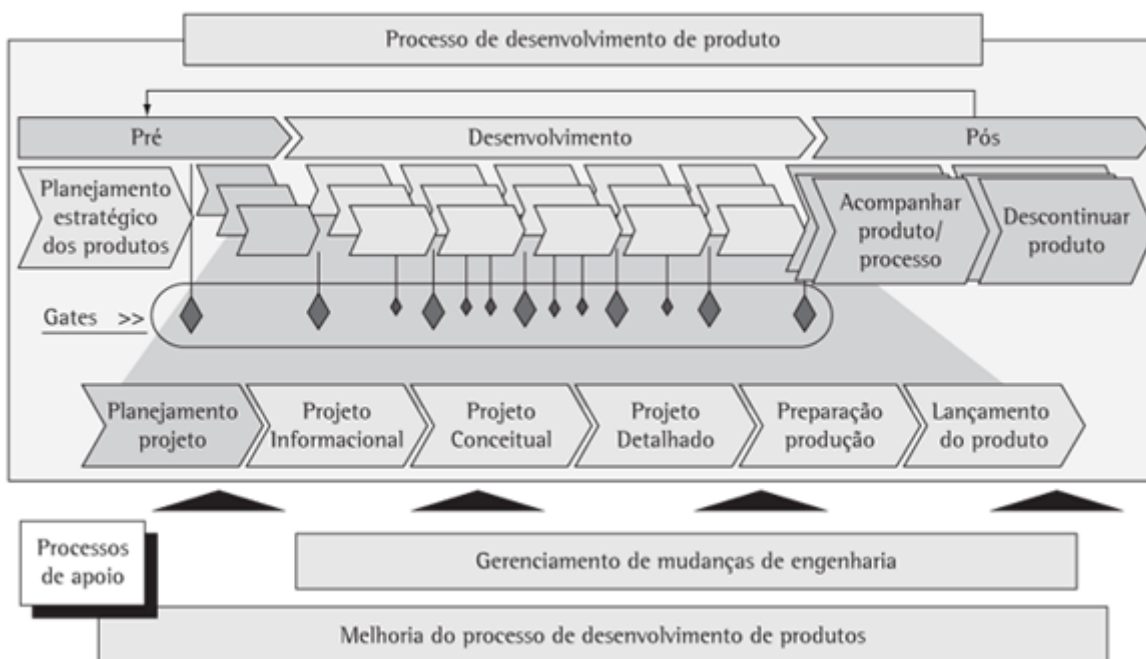 Processo de desenvolvimento de produto
Pré
Desenvolvimento
Pós
Planejamento
estratégico
dos produtos
Acompanhar
produto/
processo
Descontinuar
produto
Gates >>
Planejamento
projeto
Projeto
Informacional
Projeto
Conceitual
Projeto
Detalhado
Preparação
produção
Lançamento
do produto
Processos
de apoio
Gerenciamento de mudanças de engenharia
Melhoria do processo de desenvolvimento de produtos